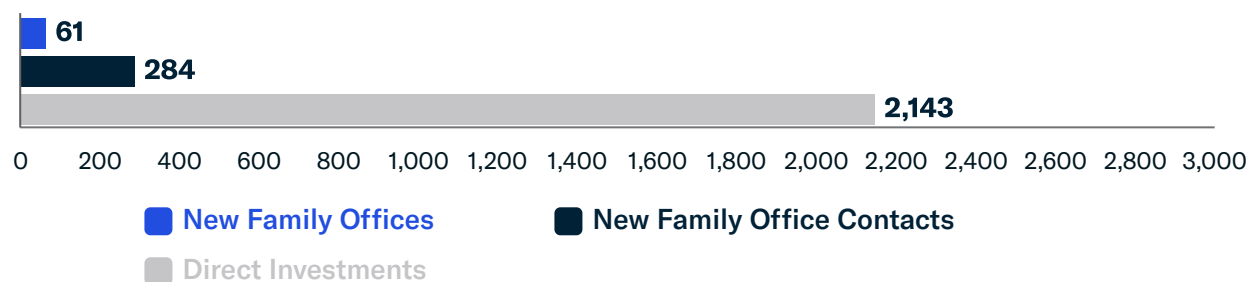 61
284
2,143
0 200 400 600 800 1,000 1,200 1,400 1,600 1,800 2,000 2,200 2,400 2,600 2,800 3,000
New Family Offices New Family Office Contacts
Direct Investments